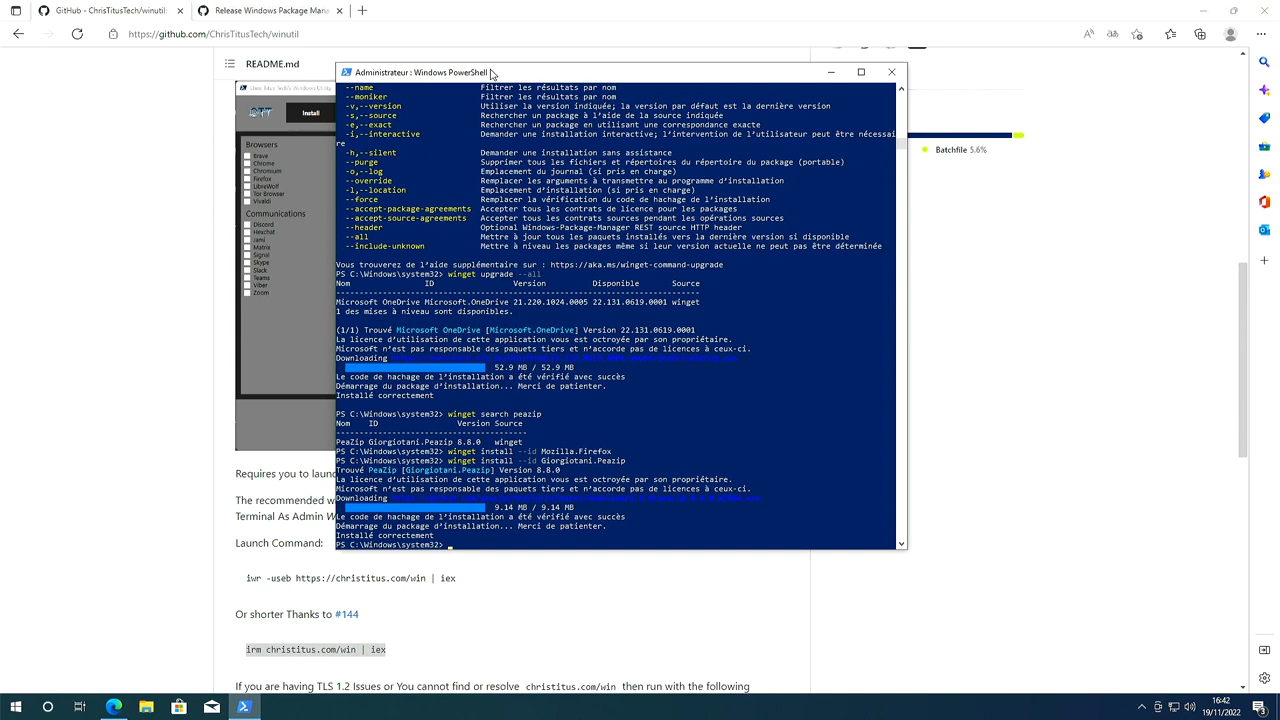 GitHub - ChrisTitusTech/winutil:
Release Windows Package Mana
https://github.com/ChrisTitusTech/winutil
README.md
Administrateur : Windows PowerShell
Chris Titus Tech's Windows Utility
Install
Browsers
Brave
Chrome
Chromium
Firefox
LibreWolf
Tor Browser
Vivaldi
Communications
Discord
Hexchat
Jami
Matrix
Signal
Skype
Slack
Teams
Viber
Zoom
--name Filtrer les résultats par nom
--moniker Filtrer les résultats par nom
-v,--version Utiliser la version indiquée; la version par défaut est la dernière version
-s,--source Rechercher un package à l’aide de la source indiquée
-e,--exact Rechercher un package en utilisant une correspondance exacte
-i,--interactive Demander une installation interactive; l’intervention de l’utilisateur peut être nécessai
re
-h,--silent Demander une installation sans assistance
--purge Supprimer tous les fichiers et répertoires du répertoire du package (portable)
-o,--log Emplacement du journal (si pris en charge)
--override Remplacer les arguments à transmettre au programme d’installation
-l,--location Emplacement d’installation (si pris en charge)
--force Remplacer la vérification du code de hachage de l’installation
--accept-package-agreements Accepter tous les contrats de licence pour les packages
--accept-source-agreements Accepter tous les contrats sources pendant les opérations sources
--header Optional Windows-Package-Manager REST source HTTP header
--all Mettre à jour tous les paquets installés vers la dernière version si disponible
--include-unknown Mettre à niveau les packages même si leur version actuelle ne peut pas être déterminée
Vous trouverez de l’aide supplémentaire sur : https://aka.ms/winget-command-upgrade
PS C:\Windows\system32> winget upgrade --all
Nom ID Version Disponible Source
Microsoft OneDrive Microsoft.OneDrive 21.220.1024.0005 22.131.0619.0001 winget
1 des mises à niveau sont disponibles.
(1/1) Trouvé Microsoft OneDrive [Microsoft.OneDrive] Version 22.131.0619.0001
La licence d’utilisation de cette application vous est octroyée par son propriétaire.
Microsoft n’est pas responsable des paquets tiers et n’accorde pas de licences à ceux-ci.
Downloading
52.9 MB / 52.9 MB
Le code de hachage de l’installation a été vérifié avec succès
Démarrage du package d’installation... Merci de patienter.
Installé correctement
PS C:\Windows\system32> winget search peazip
Nom ID Version Source
PeaZip Giorgiotani.Peazip 8.8.0 winget
PS C:\Windows\system32> winget install --id Mozilla.Firefox
PS C:\Windows\system32> winget install --id Giorgiotani.Peazip
Trouvé PeaZip [Giorgiotani.Peazip] Version 8.8.0
La licence d’utilisation de cette application vous est octroyée par son propriétaire.
Microsoft n’est pas responsable des paquets tiers et n’accorde pas de licences à ceux-ci.
Downloading
9.14 MB / 9.14 MB
Le code de hachage de l’installation a été vérifié avec succès
Démarrage du package d’installation... Merci de patienter.
Installé correctement
PS C:\Windows\system32>
Batchfile 5.6%
Requires you to launc
The recommended w
Terminal As Admin W
Launch Command:
iwr -useb https://christitus.com/win | iex
Or shorter Thanks to #144
irm christitus.com/win | iex
If you are having TLS 1.2 Issues or You cannot find or resolve christitus.com/win then run with the following
16:42
19/11/2022
3